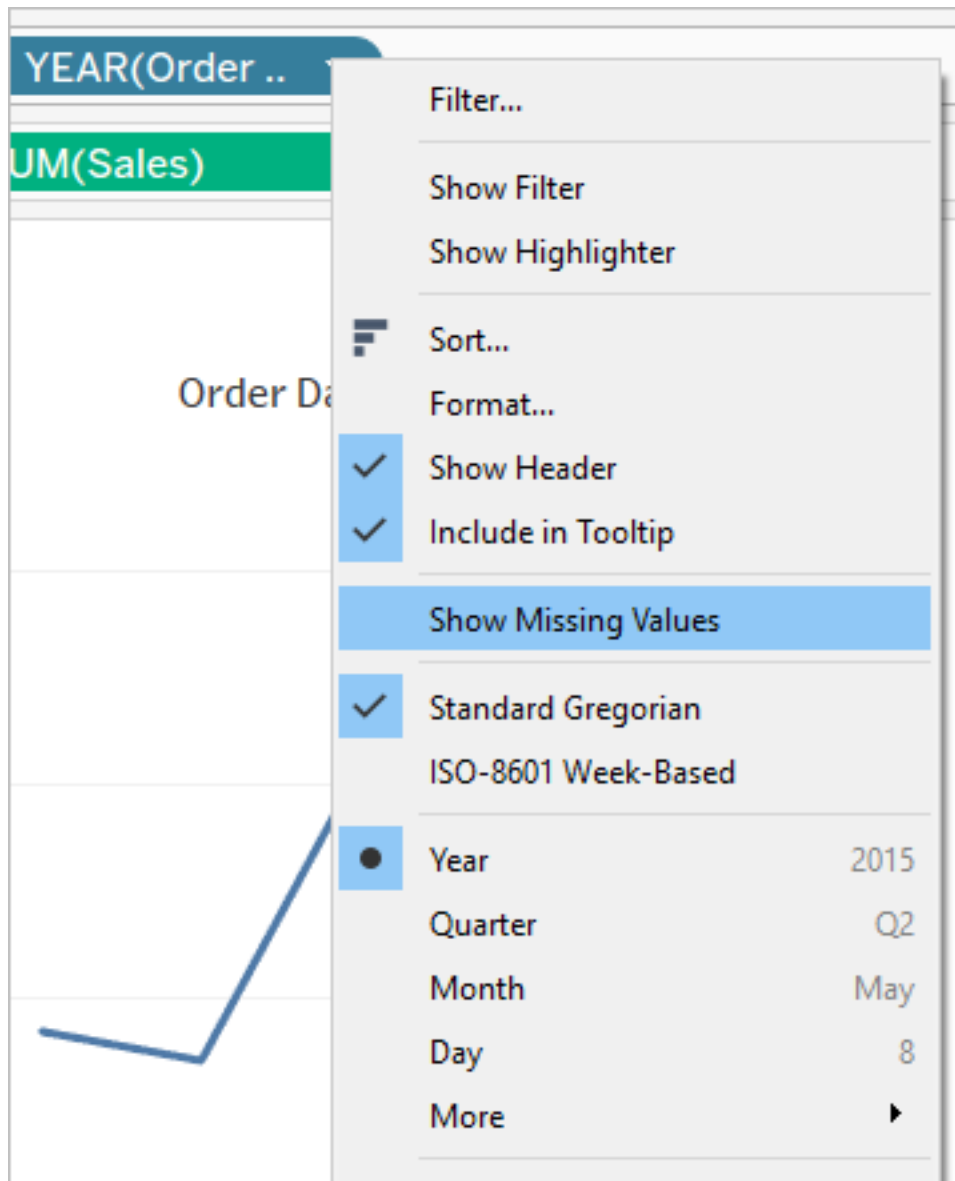 YEAR(Order ..
UM(Sales)
Order Da
Filter...
Show Filter
Show Highlighter
Sort...
Format...
Show Header
Include in Tooltip
Show Missing Values
Standard Gregorian
ISO-8601 Week-Based
Year 2015
Quarter Q2
Month May
Day 8
More